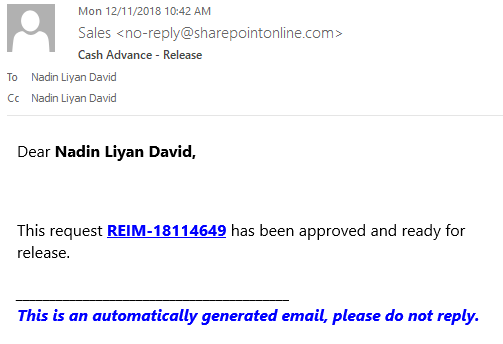 Mon 12/11/2018 10:42 AM
Sales <no-reply@sharepointonline.com>
Cash Advance - Release
To Nadin Liyan David
Cc Nadin Liyan David
Dear Nadin Liyan David,
This request REIM-18114649 has been approved and ready for
release.
This is an automatically generated email, please do not reply.